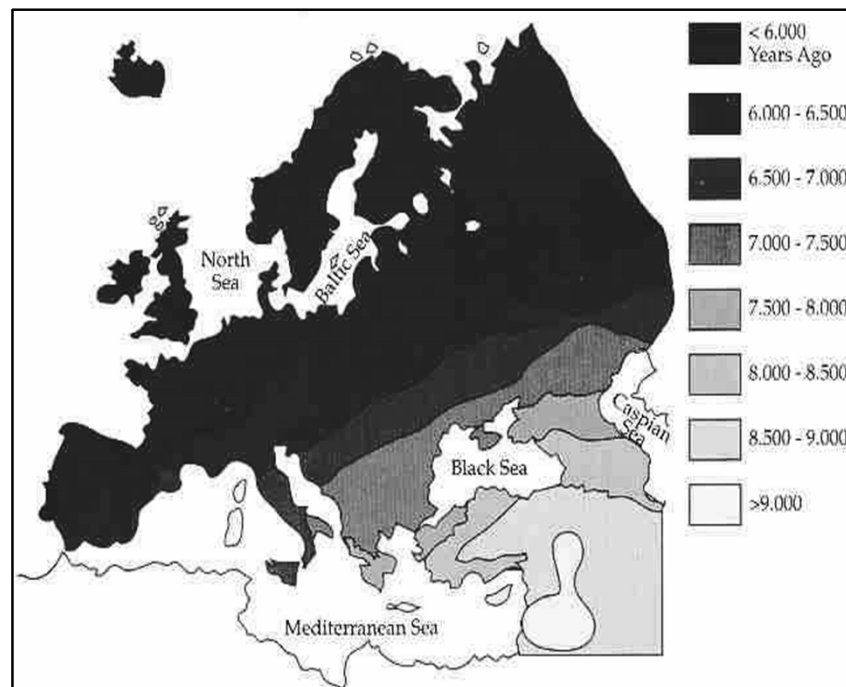 < 6.000
Years Ago
6.000 - 6.500
6.500 - 7.000
7.000 - 7.500
7.500 - 8.000
8.000 - 8.500
8.500 - 9.000
>9.000
North
Sea
Baltic Sea
Caspian
Sea
Black Sea
Mediterranean Sea